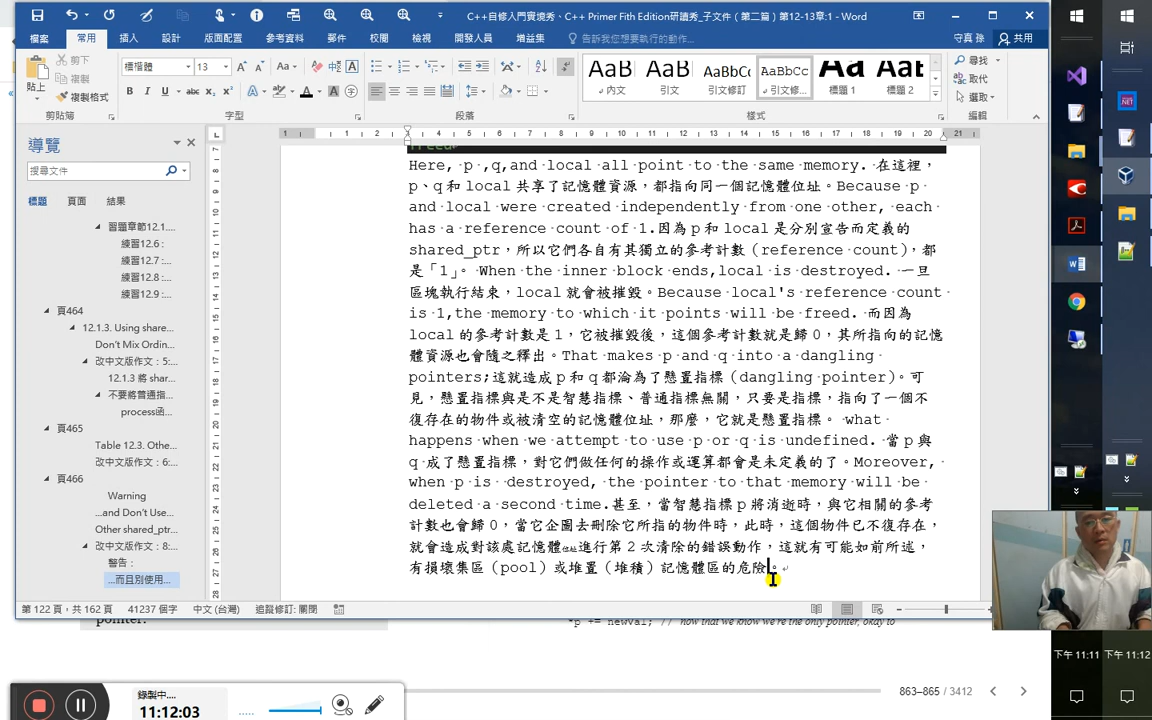 C++自修入門實境秀、C++ Primer Fifth Edition研讀秀_子文件（第二篇）第12-13章:1 - Word
檔案 常用 插入 設計 版面配置 參考資料 郵件 校閱 檢視 開發人員 增益集 告訴我您想要執行的動作... 守真 孫 共用
貼上 剪下 複製 複製格式 剪貼簿
標楷體 13 字型
段落
AaB AaB AaBbCc AaBbCc Aa Aat
內文 引文 引文修訂 引文修... 標題 1 標題 2
樣式
尋找 取代 選取 編輯
導覽
搜尋文件
標題 頁面 結果
習題章節12.1....
練習12.6 :
練習12.7 :...
練習12.8 :...
練習12.9 :...
頁464
12.1.3. Using share...
Don't Mix Ordin...
改中文版作文：5:...
12.1.3 將 shar...
不要將普通指...
process函...
頁465
Table 12.3. Othe...
改中文版作文：6:...
頁466
Warning
...and Don't Use...
Other shared_ptr...
改中文版作文：8:...
警告：
...而且別使用...
Here, p ,q,and local all point to the same memory. 在這裡，
p、q 和 local 共享了記憶體資源，都指向同一個記憶體位址。Because p
and local were created independently from one other, each
has a reference count of 1.因為 p 和 local 是分別宣告而定義的
shared_ptr，所以它們各自有其獨立的參考計數（reference count），都
是「1」。 When the inner block ends,local is destroyed. 一旦
區塊執行結束，local 就會被摧毀。Because local's reference count
is 1,the memory to which it points will be freed. 而因為
local 的參考計數是 1，它被摧毀後，這個參考計數就是歸 0，其所指向的記憶
體資源也會隨之釋出。That makes p and q into a dangling
pointers;這就造成 p 和 q 都淪為了懸置指標（dangling pointer）。可
見，懸置指標與是不是智慧指標、普通指標無關，只要是指標，指向了一個不
復存在的物件或被清空的記憶體位址，那麼，它就是懸置指標。 what
happens when we attempt to use p or q is undefined. 當 p 與
q 成了懸置指標，對它們做任何的操作或運算都會是未定義的了。Moreover,
when p is destroyed, the pointer to that memory will be
deleted a second time.甚至，當智慧指標 p 將消逝時，與它相關的參考
計數也會歸 0，當它企圖去刪除它所指的物件時，此時，這個物件已不復存在，
就會造成對該處記憶體位址進行第 2 次清除的錯誤動作，這就有可能如前所述，
有損壞集區（pool）或堆置（堆積）記憶體區的危險。
第 122 頁，共 162 頁 41237 個字 中文 (台灣) 追蹤修訂: 關閉
pointer.
*p += newVal; // now that we know we're the only pointer, okay to
863–865 / 3412
錄製中....
11:12:03
下午 11:11 下午 11:12